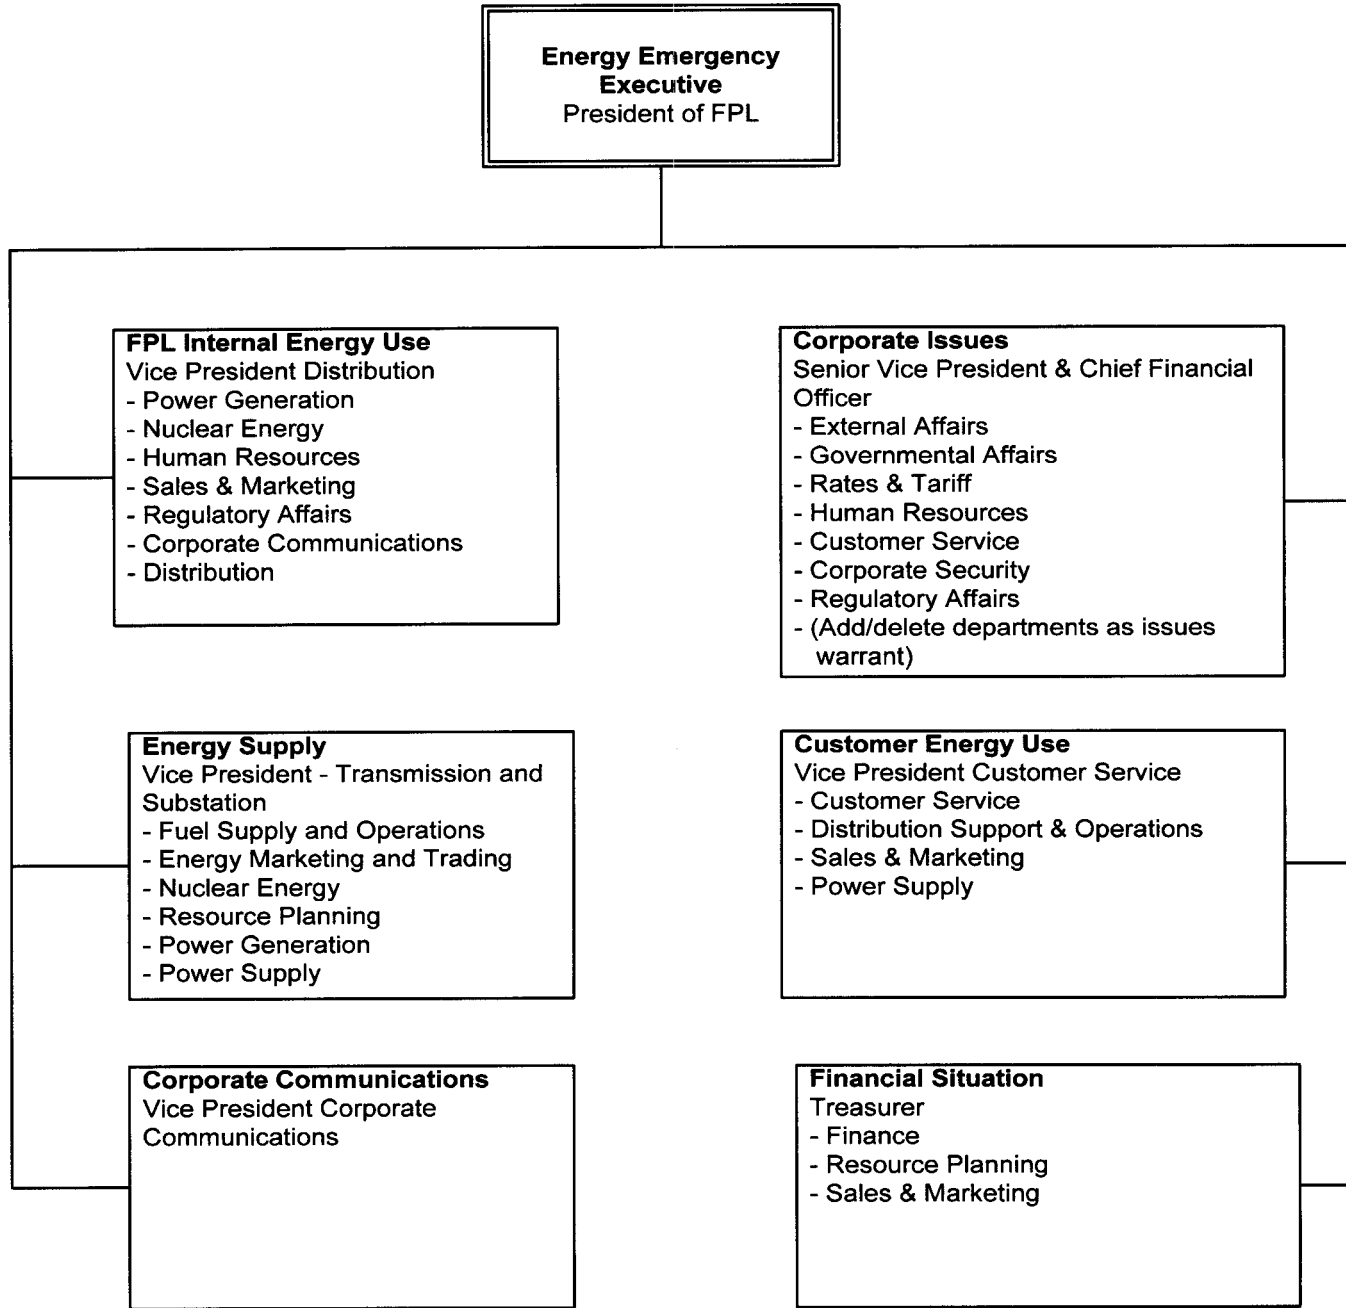 Energy Emergency
Executive
President of FPL
FPL Internal Energy Use
Vice President Distribution
- Power Generation
- Nuclear Energy
- Human Resources
- Sales & Marketing
- Regulatory Affairs
- Corporate Communications
- Distribution
Corporate Issues
Senior Vice President & Chief Financial
Officer
- External Affairs
- Governmental Affairs
- Rates & Tariff
- Human Resources
- Customer Service
- Corporate Security
- Regulatory Affairs
- (Add/delete departments as issues
warrant)
Energy Supply
Vice President - Transmission and
Substation
- Fuel Supply and Operations
- Energy Marketing and Trading
- Nuclear Energy
- Resource Planning
- Power Generation
- Power Supply
Customer Energy Use
Vice President Customer Service
- Customer Service
- Distribution Support & Operations
- Sales & Marketing
- Power Supply
Corporate Communications
Vice President Corporate
Communications
Financial Situation
Treasurer
- Finance
- Resource Planning
- Sales & Marketing